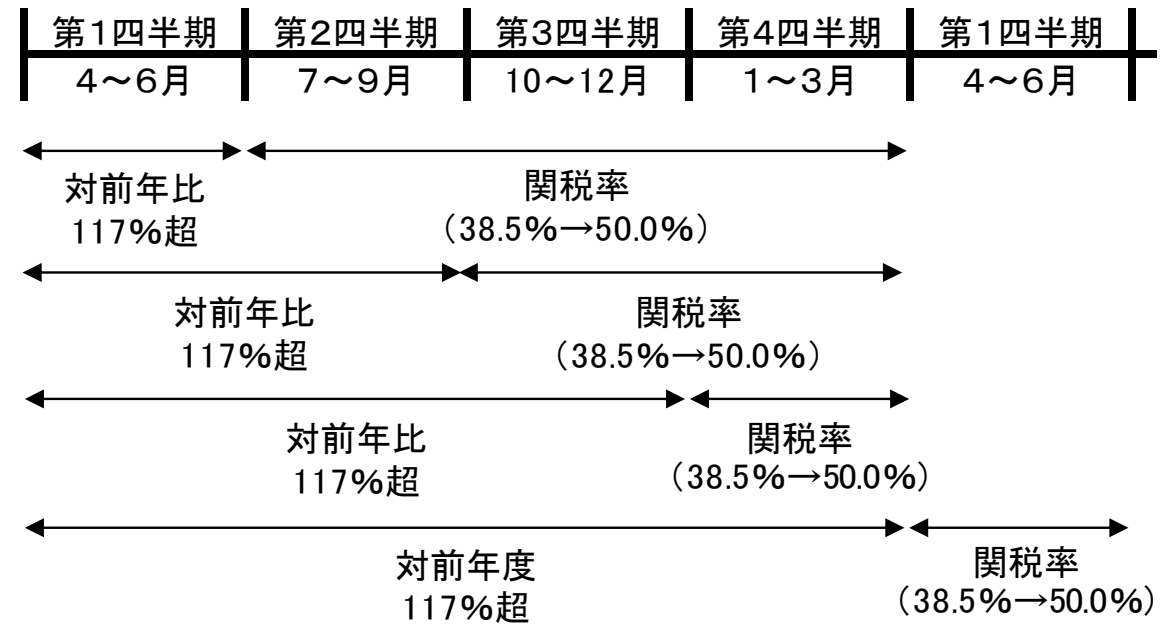 第1四半期 第2四半期 第3四半期 第4四半期 第1四半期
4～6月 7～9月 10～12月 1～3月 4～6月
対前年比 関税率
117%超 （38.5%→50.0%）
対前年比 関税率
117%超 （38.5%→50.0%）
対前年比 関税率
117%超 （38.5%→50.0%）
対前年度 関税率
117%超 （38.5%→50.0%）